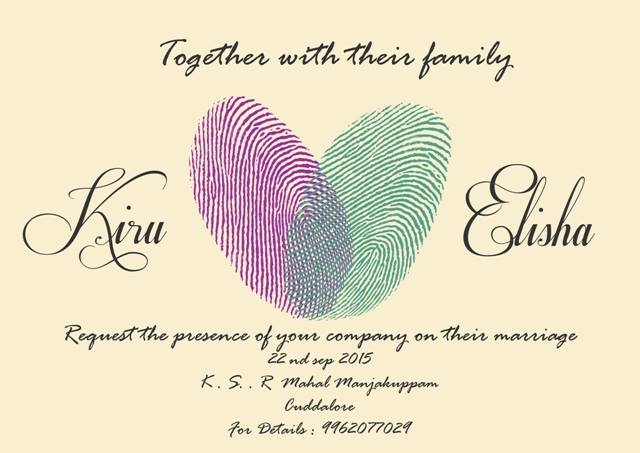 Together with their family
Kiru Elisha
Request the presence of your company on their marriage
22 nd sep 2015
K . S . . R Mahal Manjakuppam
Cuddalore
For Details : 9962077029